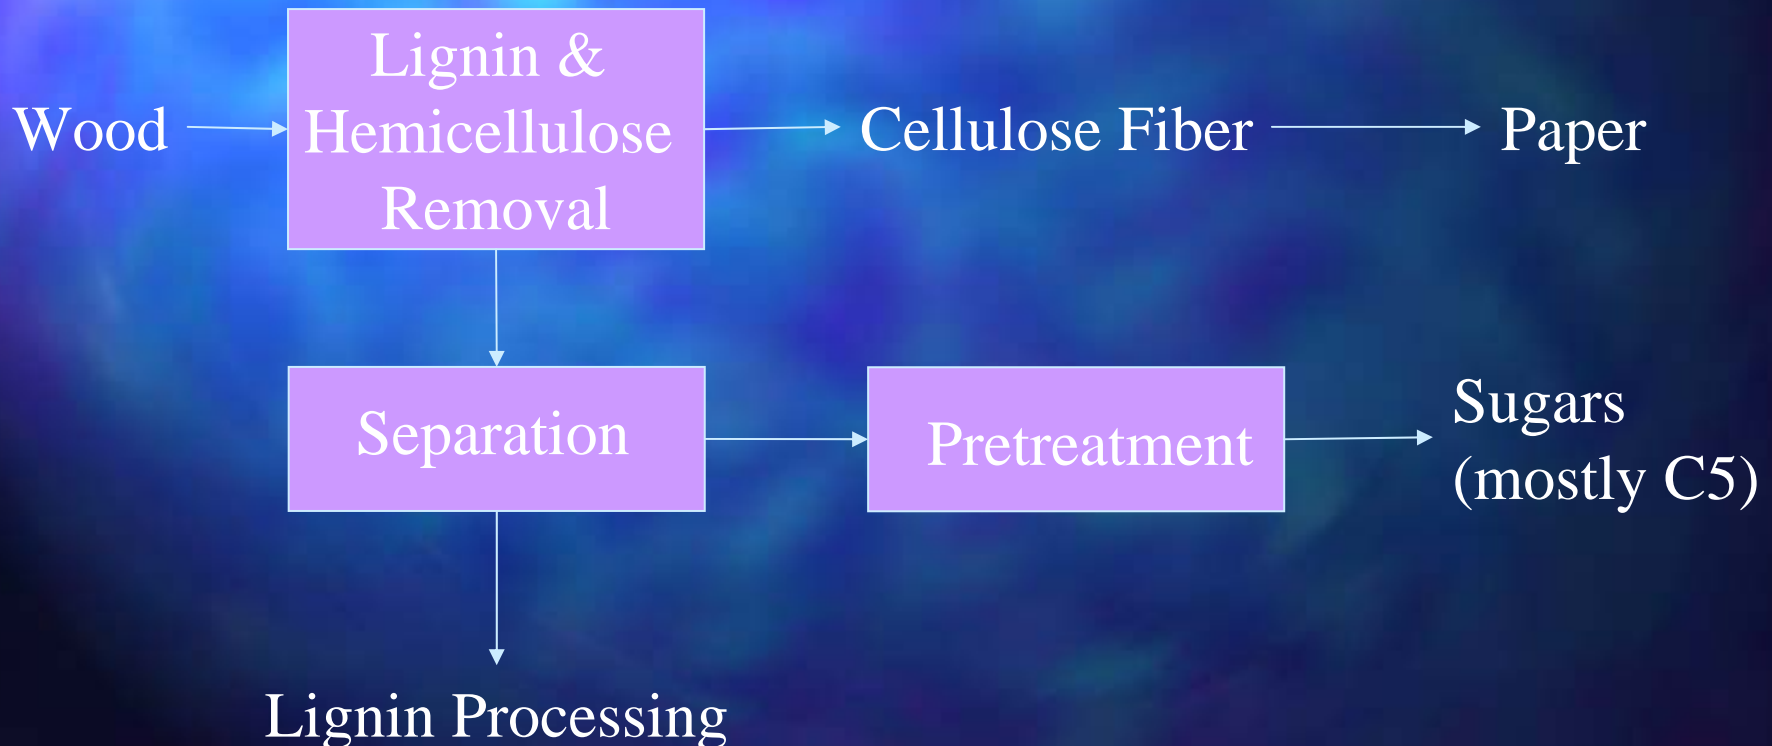 Lignin &
Hemicellulose
Removal
Wood
Cellulose Fiber
Paper
Separation
Pretreatment
Sugars
(mostly C5)
Lignin Processing